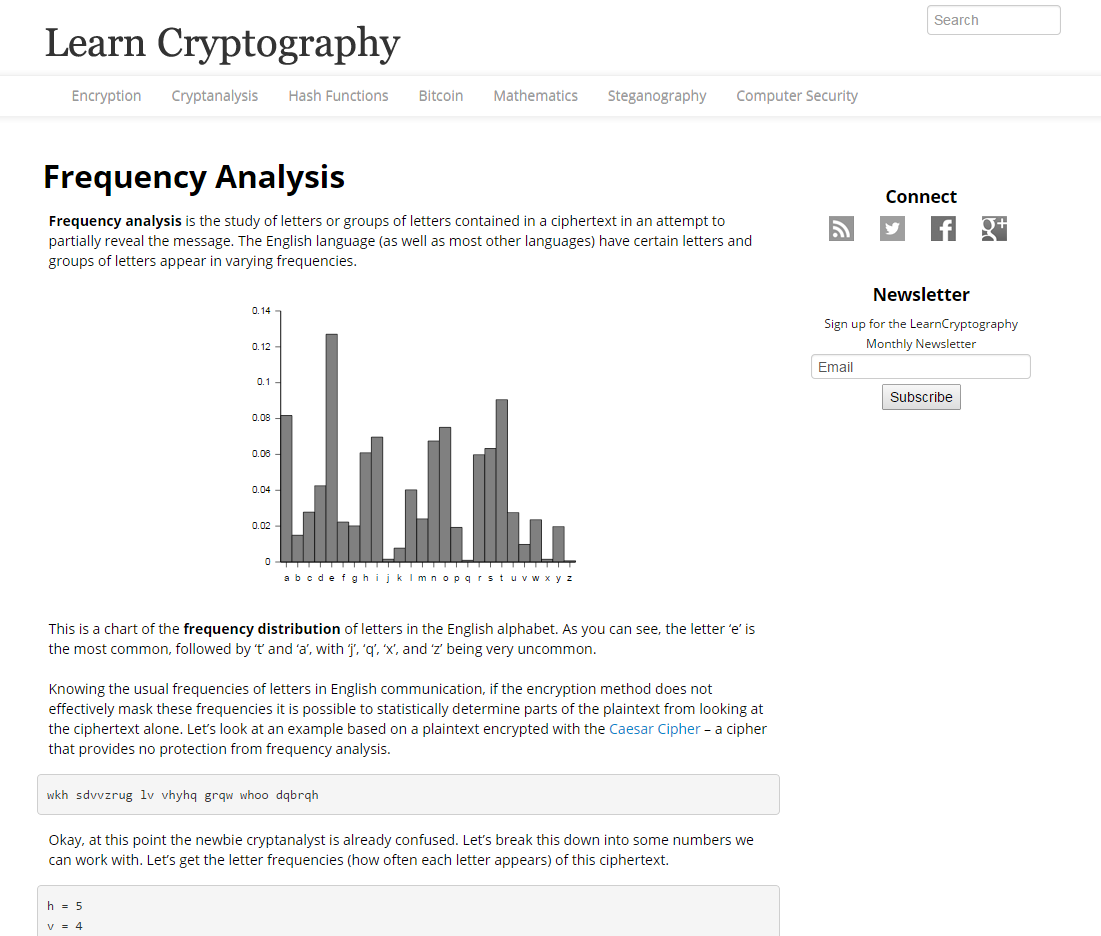 Search
Learn Cryptography
Encryption Cryptanalysis Hash Functions Bitcoin Mathematics Steganography Computer Security
Frequency Analysis
Frequency analysis is the study of letters or groups of letters contained in a ciphertext in an attempt to
partially reveal the message. The English language (as well as most other languages) have certain letters and
groups of letters appear in varying frequencies.
0.14
0.12
0.1
0.08
0.06
0.04
0.02
0
a b c d e f g h i j k l m n o p q r s t u v w x y z
This is a chart of the frequency distribution of letters in the English alphabet. As you can see, the letter ‘e’ is
the most common, followed by ‘t’ and ‘a’, with ‘j’, ‘q’, ‘x’, and ‘z’ being very uncommon.
Knowing the usual frequencies of letters in English communication, if the encryption method does not
effectively mask these frequencies it is possible to statistically determine parts of the plaintext from looking at
the ciphertext alone. Let’s look at an example based on a plaintext encrypted with the Caesar Cipher – a cipher
that provides no protection from frequency analysis.
wkh sdvvzrug lv vhyhq grqw whoo dqbrqh
Okay, at this point the newbie cryptanalyst is already confused. Let’s break this down into some numbers we
can work with. Let’s get the letter frequencies (how often each letter appears) of this ciphertext.
h = 5
v = 4
Connect
f g+
Newsletter
Sign up for the LearnCryptography
Monthly Newsletter
Email
Subscribe